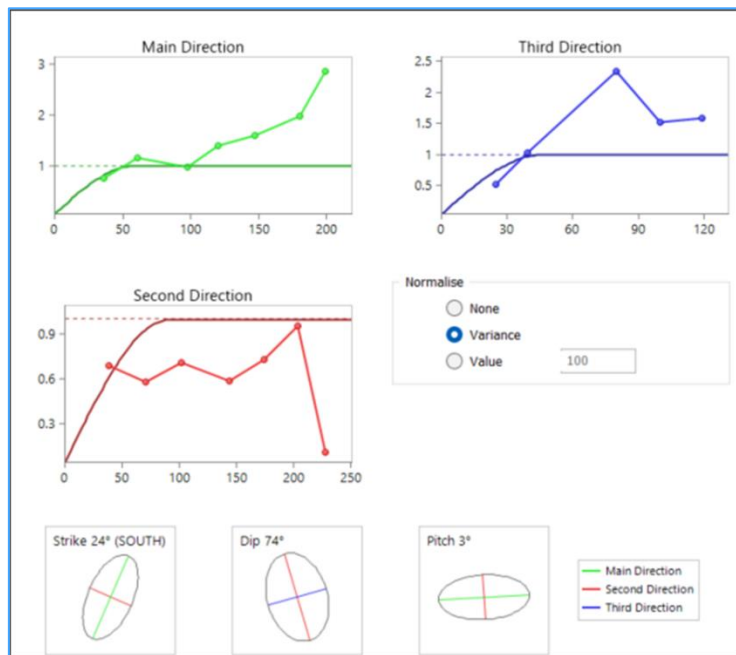 Main Direction
3
2
1
0 50 100 150 200
Third Direction
2.5
2
1.5
1
0.5
0 30 60 90 120
Second Direction
0.9
0.6
0.3
0 50 100 150 200 250
Normalise
None
Variance
Value 100
Strike 24° (SOUTH)
Dip 74°
Pitch 3°
Main Direction
Second Direction
Third Direction